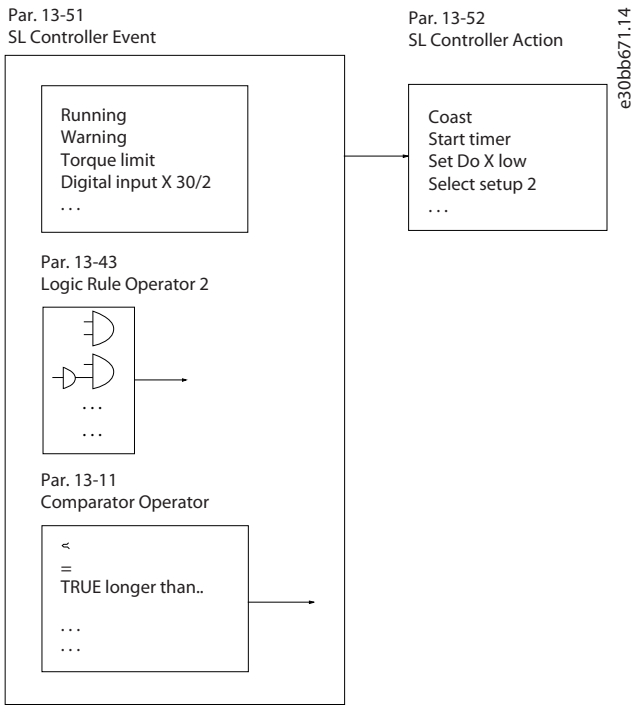 Par. 13-51
SL Controller Event
Par. 13-52
SL Controller Action
e30bb671.14
Running
Warning
Torque limit
Digital input X 30/2
. . .
Coast
Start timer
Set Do X low
Select setup 2
. . .
Par. 13-43
Logic Rule Operator 2
. . .
. . .
Par. 13-11
Comparator Operator
<
=
TRUE longer than..
. . .
. . .